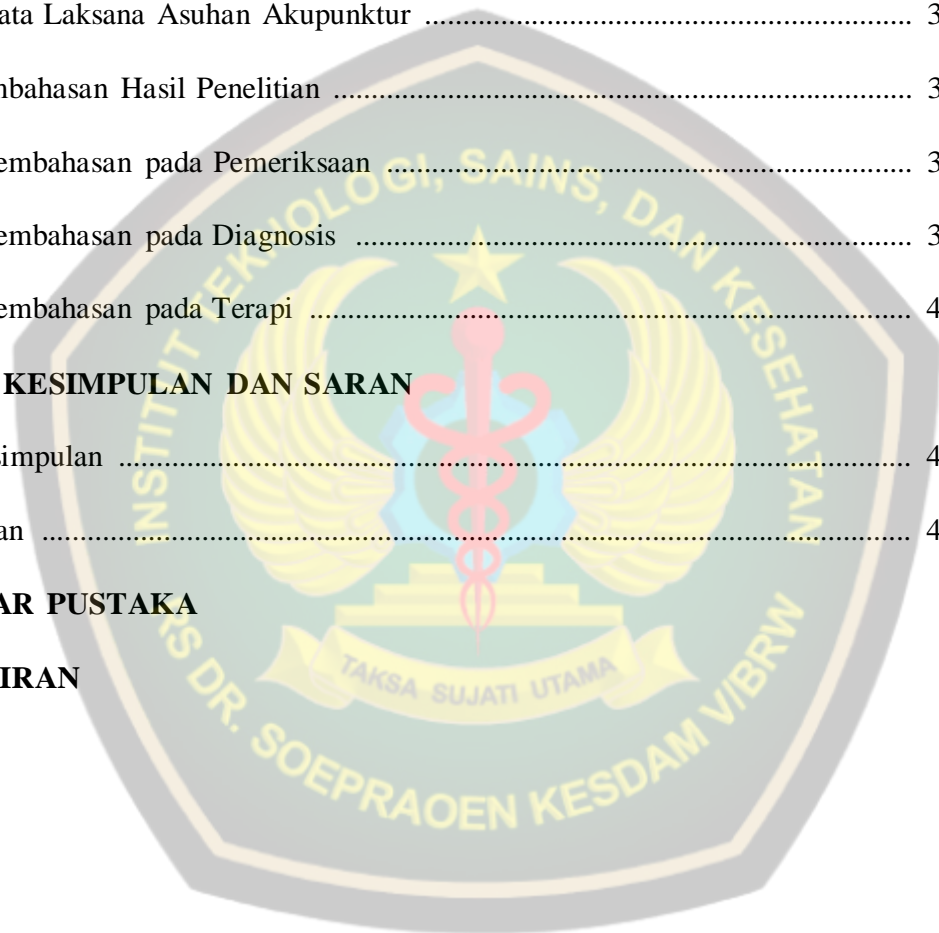 ata Laksana Asuhan Akupunktur ........................................................................ 3
mbahasan Hasil Penelitian ....................................................................................... 3
embahasan pada Pemeriksaan .............................................................................. 3
embahasan pada Diagnosis ................................................................................... 3
embahasan pada Terapi .......................................................................................... 4
KESIMPULAN DAN SARAN
simpulan ...................................................................................................................... 4
an .................................................................................................................................. 4
AR PUSTAKA
IRAN
INSTITUT TEKNOLOGI, SAINS, DAN KESEHATAN
TAKSA SUJATI UTAMA
RS DR. SOEPRAOEN KESDAM V/BRW